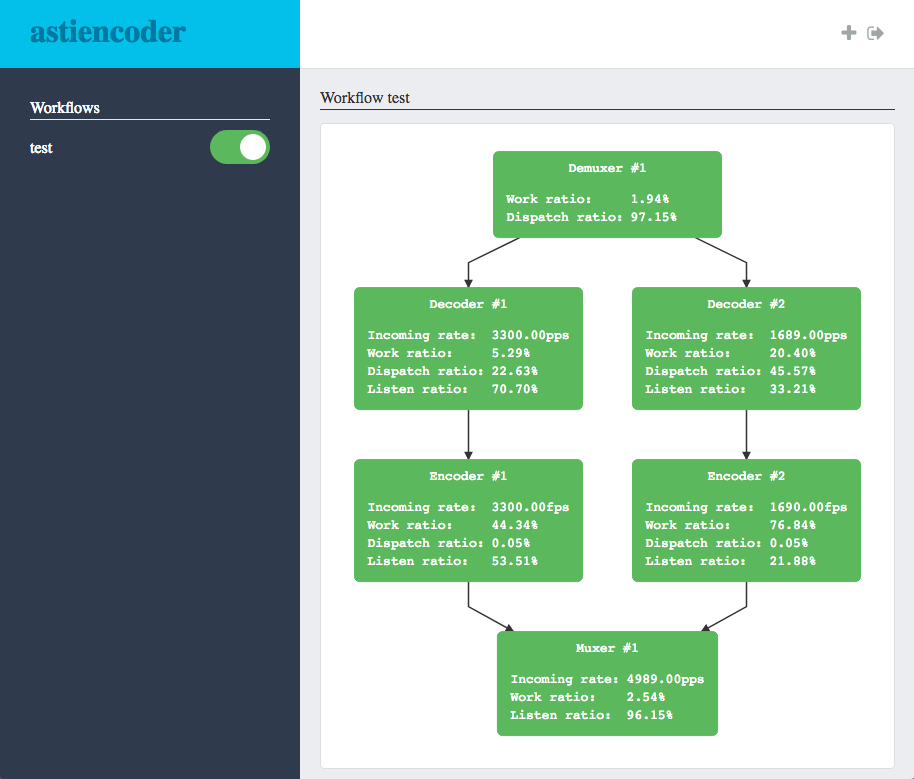 astiencoder
Workflows
test
Workflow test
Demuxer #1
Work ratio: 1.94%
Dispatch ratio: 97.15%
Decoder #1
Incoming rate: 3300.00pps
Work ratio: 5.29%
Dispatch ratio: 22.63%
Listen ratio: 70.70%
Decoder #2
Incoming rate: 1689.00pps
Work ratio: 20.40%
Dispatch ratio: 45.57%
Listen ratio: 33.21%
Encoder #1
Incoming rate: 3300.00fps
Work ratio: 44.34%
Dispatch ratio: 0.05%
Listen ratio: 53.51%
Encoder #2
Incoming rate: 1690.00fps
Work ratio: 76.84%
Dispatch ratio: 0.05%
Listen ratio: 21.88%
Muxer #1
Incoming rate: 4989.00pps
Work ratio: 2.54%
Listen ratio: 96.15%